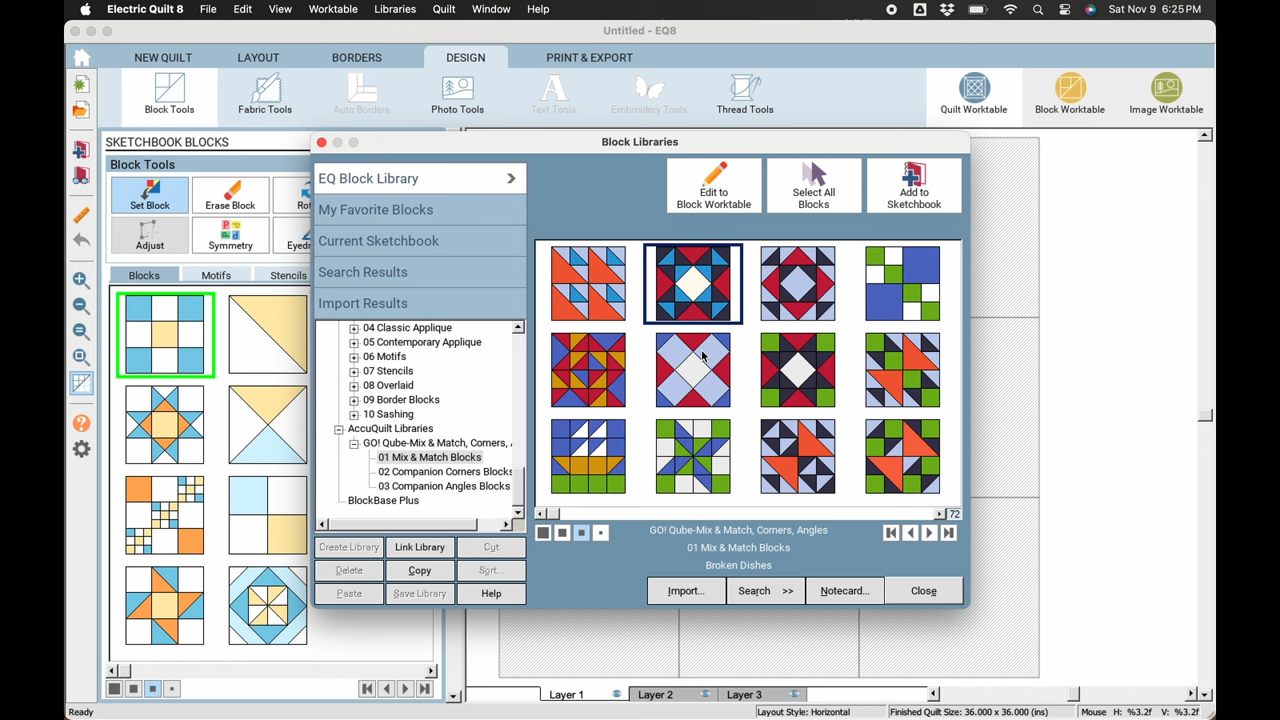 Electric Quilt 8 File Edit View Worktable Libraries Quilt Window Help Sat Nov 9 6:25 PM
Untitled - EQ8
NEW QUILT LAYOUT BORDERS DESIGN PRINT & EXPORT
Block Tools Fabric Tools Auto Borders Photo Tools Text Tools Embroidery Tools Thread Tools Quilt Worktable Block Worktable Image Worktable
SKETCHBOOK BLOCKS
Block Tools
Set Block Erase Block
Adjust Symmetry
Blocks Motifs Stencils
Block Libraries
EQ Block Library
My Favorite Blocks
Current Sketchbook
Search Results
Import Results
Edit to
Block Worktable
Select All
Blocks
Add to
Sketchbook
04 Classic Applique
05 Contemporary Applique
06 Motifs
07 Stencils
08 Overlaid
09 Border Blocks
10 Sashing
AccuQuilt Libraries
GO! Qube-Mix & Match, Corners,
01 Mix & Match Blocks
02 Companion Corners Blocks
03 Companion Angles Blocks
BlockBase Plus
72
Create Library Link Library Cut
Delete Copy Sort...
Paste Save Library Help
GO! Qube-Mix & Match, Corners, Angles
01 Mix & Match Blocks
Broken Dishes
Import... Search >> Notecard... Close
Layer 1 Layer 2 Layer 3
Ready Layout Style: Horizontal Finished Quilt Size: 36.000 x 36.000 (ins) Mouse H: %3.2f V: %3.2f